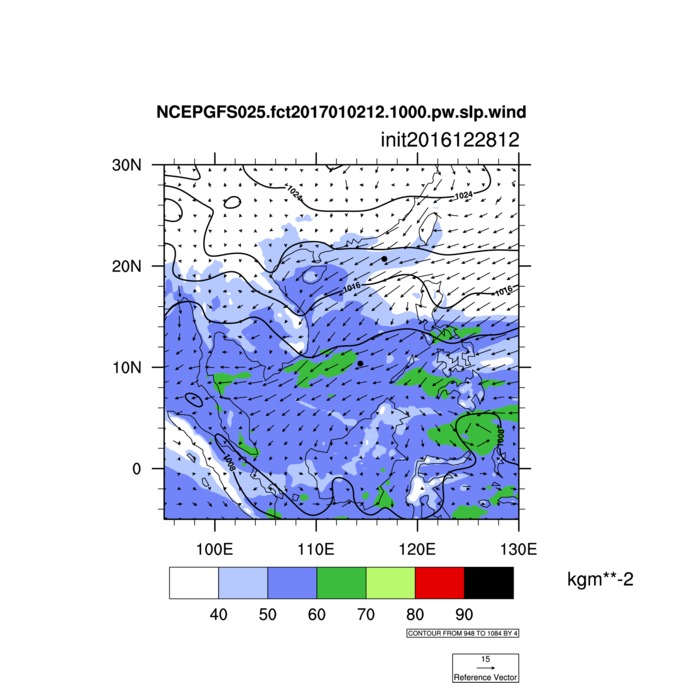 NCEPGFS025.fct2017010212.1000.pw.slp.wind
init2016122812
30N
1024
1024
20N
1016
1016
10N
1008
1008
0
100E 110E 120E 130E
kgm**-2
40 50 60 70 80 90
CONTOUR FROM 948 TO 1084 BY 4
15
Reference Vector